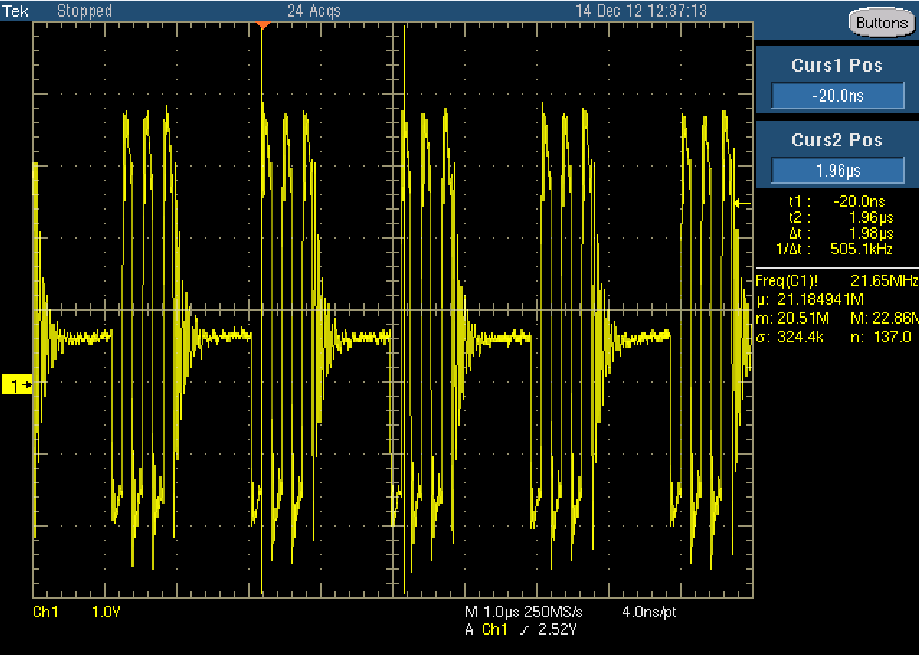 Tek Stopped 24 Acqs 14 Dec 12 12:37:13
Buttons
Curs1 Pos
-20.0ns
Curs2 Pos
1.96µs
t1 : -20.0ns
t2 : 1.96µs
Δt : 1.98µs
1/Δt : 505.1kHz
Freq(C1)! 21.65MHz
µ: 21.184941M
m: 20.51M M: 22.86M
σ: 324.4k n: 137.0
1
Ch1 1.0V M 1.0µs 250MS/s 4.0ns/pt
A Ch1 / 2.52V